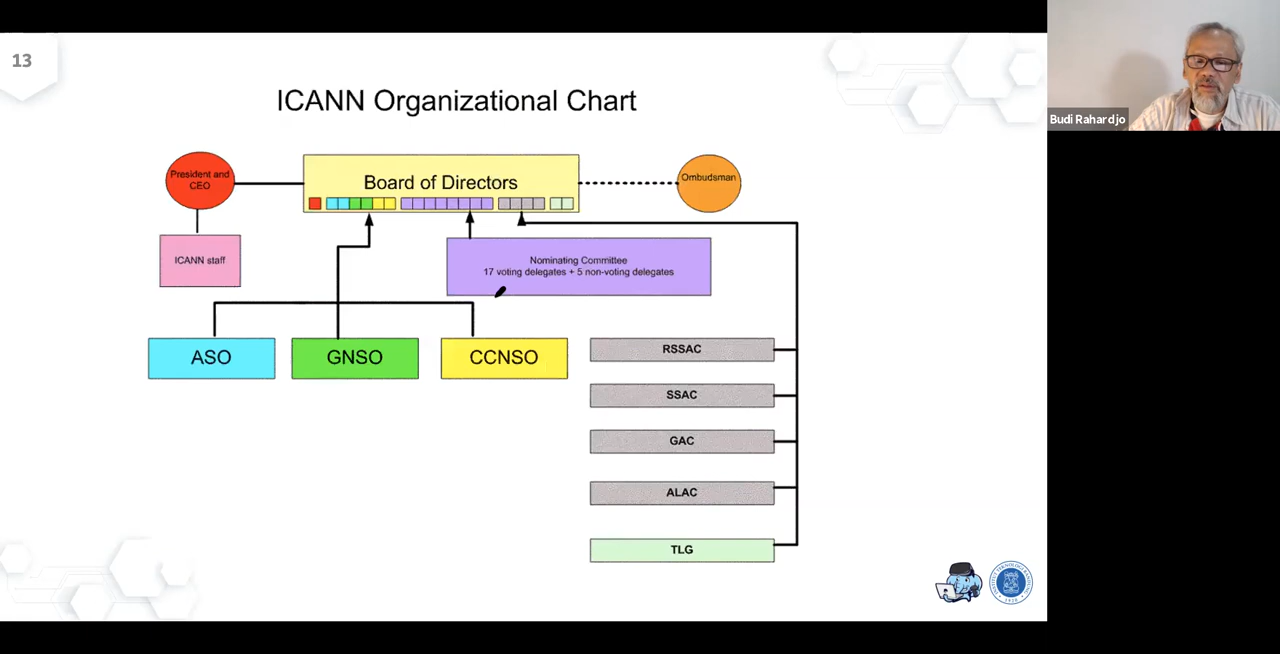 13
Budi Rahardjo
ICANN Organizational Chart
President and
CEO
Board of Directors
Ombudsman
ICANN staff
Nominating Committee
17 voting delegates + 5 non-voting delegates
ASO
GNSO
CCNSO
RSSAC
SSAC
GAC
ALAC
TLG